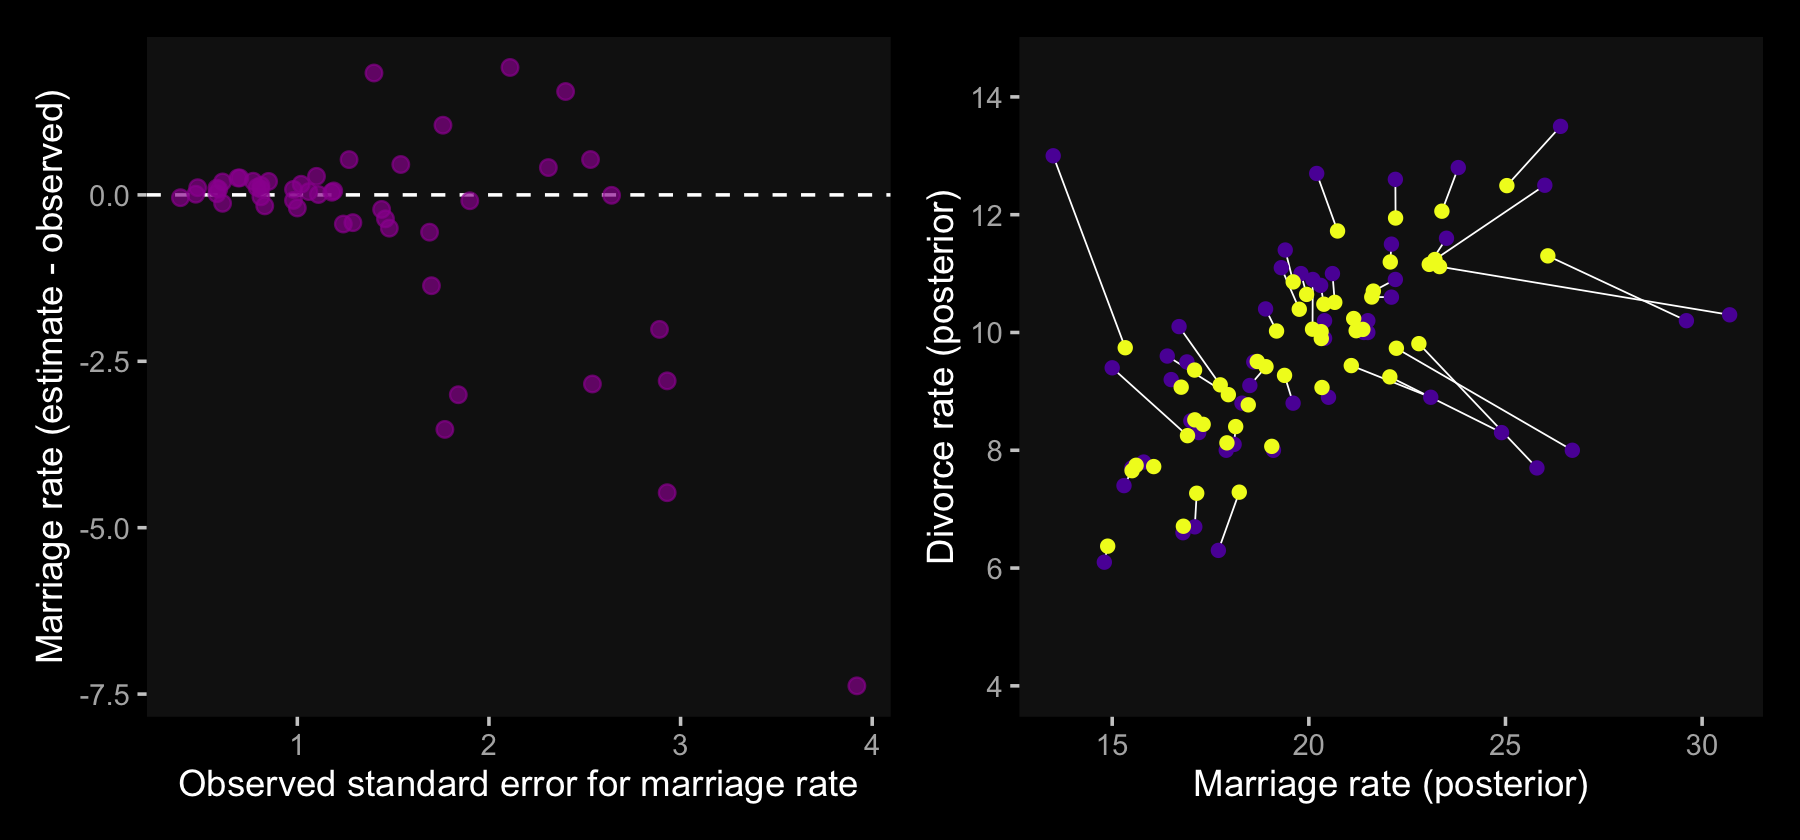 Marriage rate (estimate - observed)
0.0
-2.5
-5.0
-7.5
1 2 3 4
Observed standard error for marriage rate
Divorce rate (posterior)
14
12
10
8
6
4
15 20 25 30
Marriage rate (posterior)